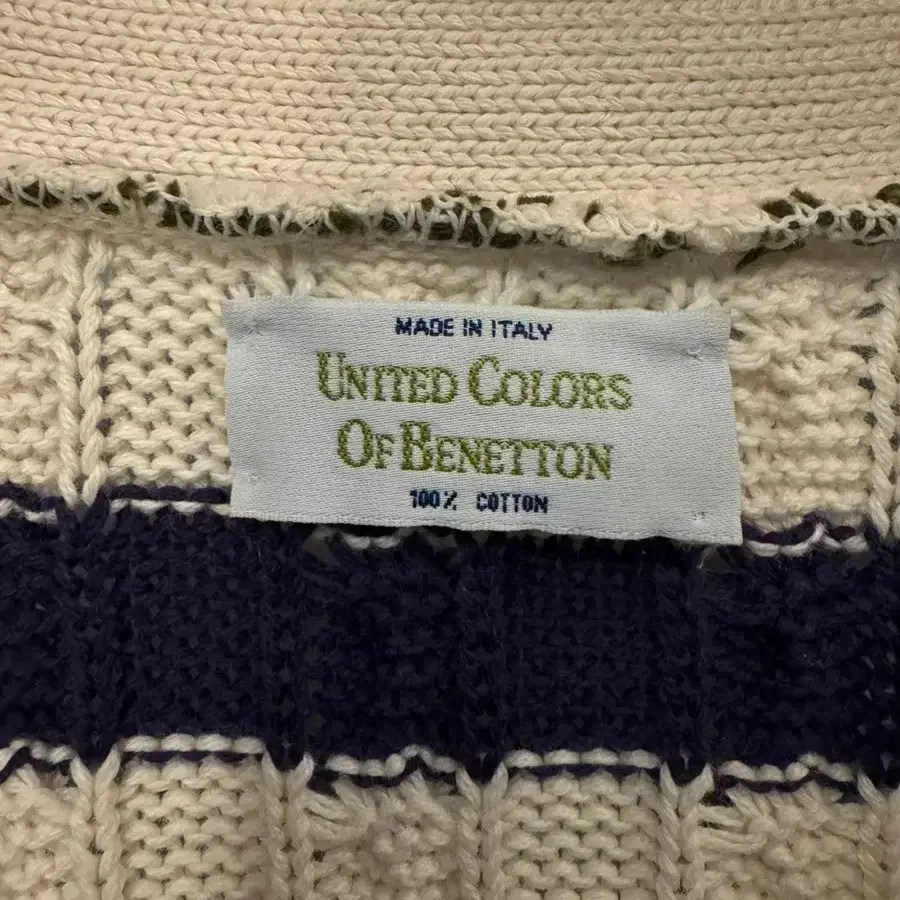 MADE IN ITALY
UNITED COLORS
OF BENETTON
100% COTTON